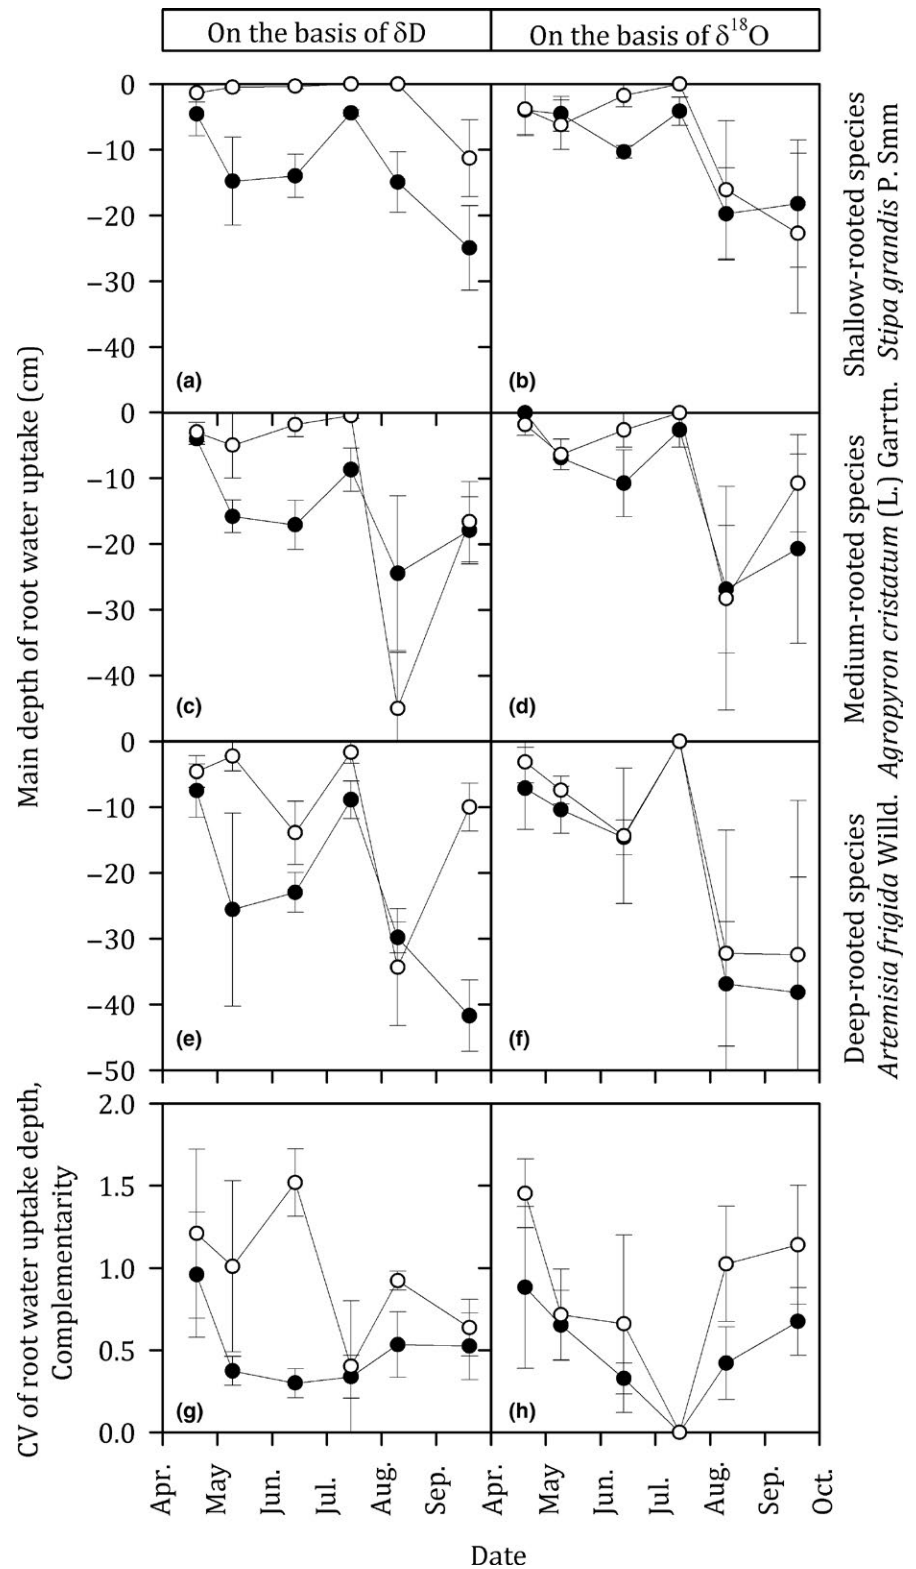 On the basis of δD
On the basis of δ¹⁸O
Main depth of root water uptake (cm)
0
−10
−20
−30
−40
(a)
(b)
Shallow-rooted species
Stipa grandis P. Smm
0
−10
−20
−30
−40
(c)
(d)
Medium-rooted species
Agropyron cristatum (L.) Garrtn.
0
−10
−20
−30
−40
−50
(e)
(f)
Deep-rooted species
Artemisia frigida Willd.
CV of root water uptake depth,
Complementarity
2.0
1.5
1.0
0.5
0.0
(g)
(h)
Apr.
May
Jun.
Jul.
Aug.
Sep.
Apr.
May
Jun.
Jul.
Aug.
Sep.
Oct.
Date